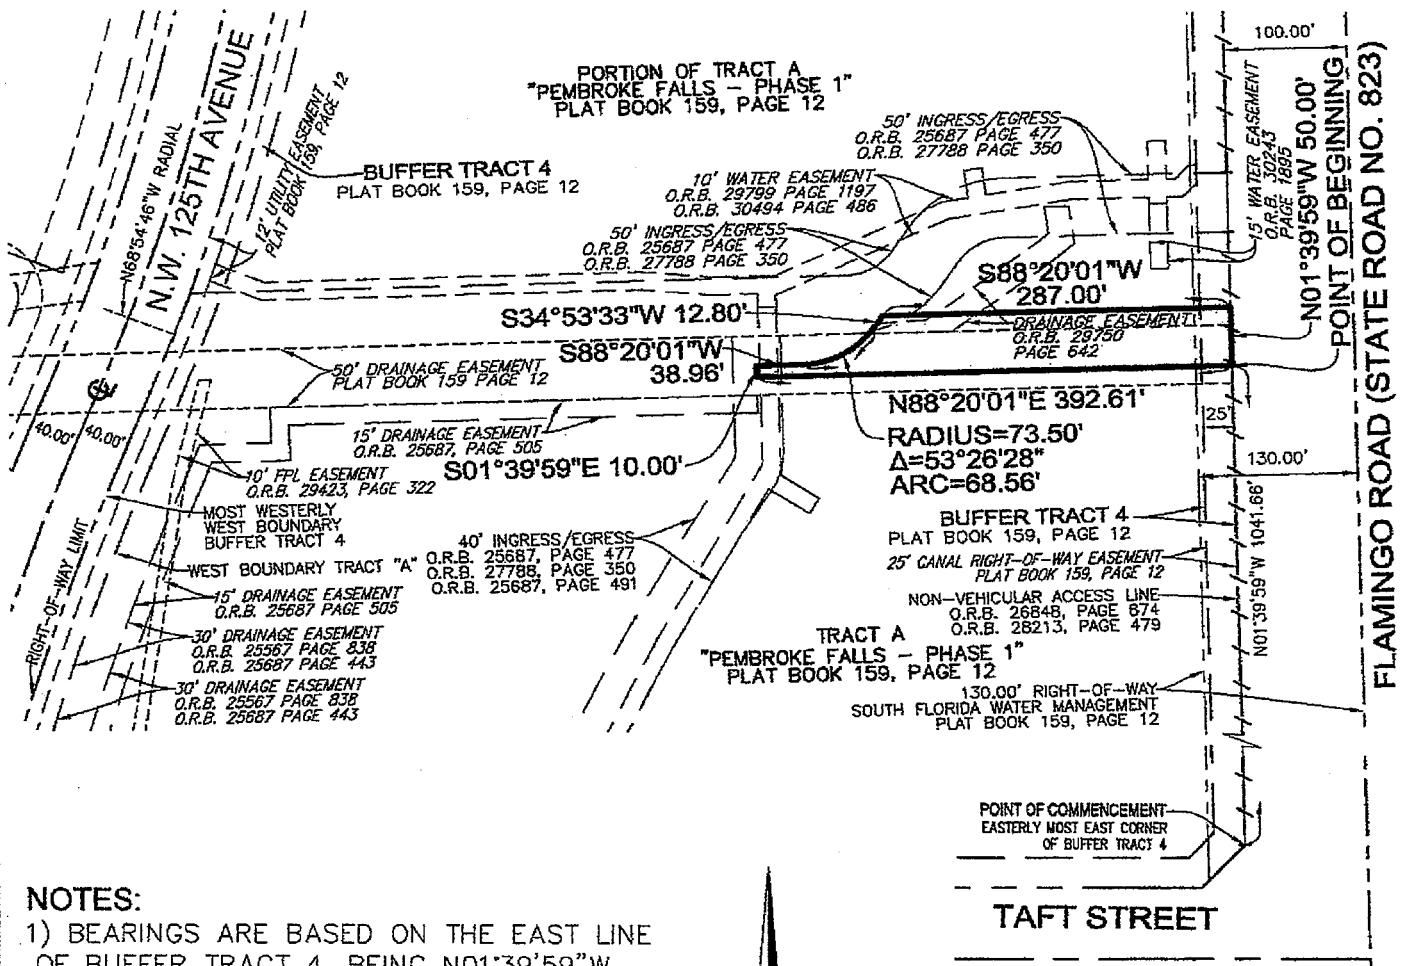 PORTION OF TRACT A
"PEMBROKE FALLS - PHASE 1"
PLAT BOOK 159, PAGE 12
100.00'
FLAMINGO ROAD (STATE ROAD NO. 823)
N01°39'59"W 50.00'
POINT OF BEGINNING
15' WATER EASEMENT
O.R.B. 30243
PAGE 1895
N.W. 125TH AVENUE
N68°54'46"W RADIAL
12' UTILITY EASEMENT
PLAT BOOK 159, PAGE 12
BUFFER TRACT 4
PLAT BOOK 159, PAGE 12
50' INGRESS/EGRESS
O.R.B. 25687 PAGE 477
O.R.B. 27788 PAGE 350
10' WATER EASEMENT
O.R.B. 29799 PAGE 1197
O.R.B. 30494 PAGE 486
50' INGRESS/EGRESS
O.R.B. 25687 PAGE 477
O.R.B. 27788 PAGE 350
S88°20'01"W
287.00'
S34°53'33"W 12.80'
DRAINAGE EASEMENT
O.R.B. 29750
PAGE 642
S88°20'01"W
38.96'
50' DRAINAGE EASEMENT
PLAT BOOK 159 PAGE 12
40.00'
40.00'
N88°20'01"E 392.61'
25'
15' DRAINAGE EASEMENT
O.R.B. 25687, PAGE 505
S01°39'59"E 10.00'
RADIUS=73.50'
Δ=53°26'28"
ARC=68.56'
130.00'
10' FPL EASEMENT
O.R.B. 29423, PAGE 322
MOST WESTERLY
WEST BOUNDARY
BUFFER TRACT 4
BUFFER TRACT 4
PLAT BOOK 159, PAGE 12
40' INGRESS/EGRESS
O.R.B. 25687, PAGE 477
O.R.B. 27788, PAGE 350
O.R.B. 25687, PAGE 491
25' CANAL RIGHT-OF-WAY EASEMENT
PLAT BOOK 159, PAGE 12
N01°39'59"W 1041.66'
WEST BOUNDARY TRACT "A"
RIGHT-OF-WAY LIMIT
15' DRAINAGE EASEMENT
O.R.B. 25687 PAGE 505
NON-VEHICULAR ACCESS LINE
O.R.B. 26848, PAGE 674
O.R.B. 28213, PAGE 479
30' DRAINAGE EASEMENT
O.R.B. 25567 PAGE 838
O.R.B. 25687 PAGE 443
TRACT A
"PEMBROKE FALLS - PHASE 1"
PLAT BOOK 159, PAGE 12
30' DRAINAGE EASEMENT
O.R.B. 25567 PAGE 838
O.R.B. 25687 PAGE 443
130.00' RIGHT-OF-WAY
SOUTH FLORIDA WATER MANAGEMENT
PLAT BOOK 159, PAGE 12
POINT OF COMMENCEMENT
EASTERLY MOST EAST CORNER
OF BUFFER TRACT 4
TAFT STREET
NOTES:
1) BEARINGS ARE BASED ON THE EAST LINE
OF BUFFER TRACT 4, BEING N01°39'59"W